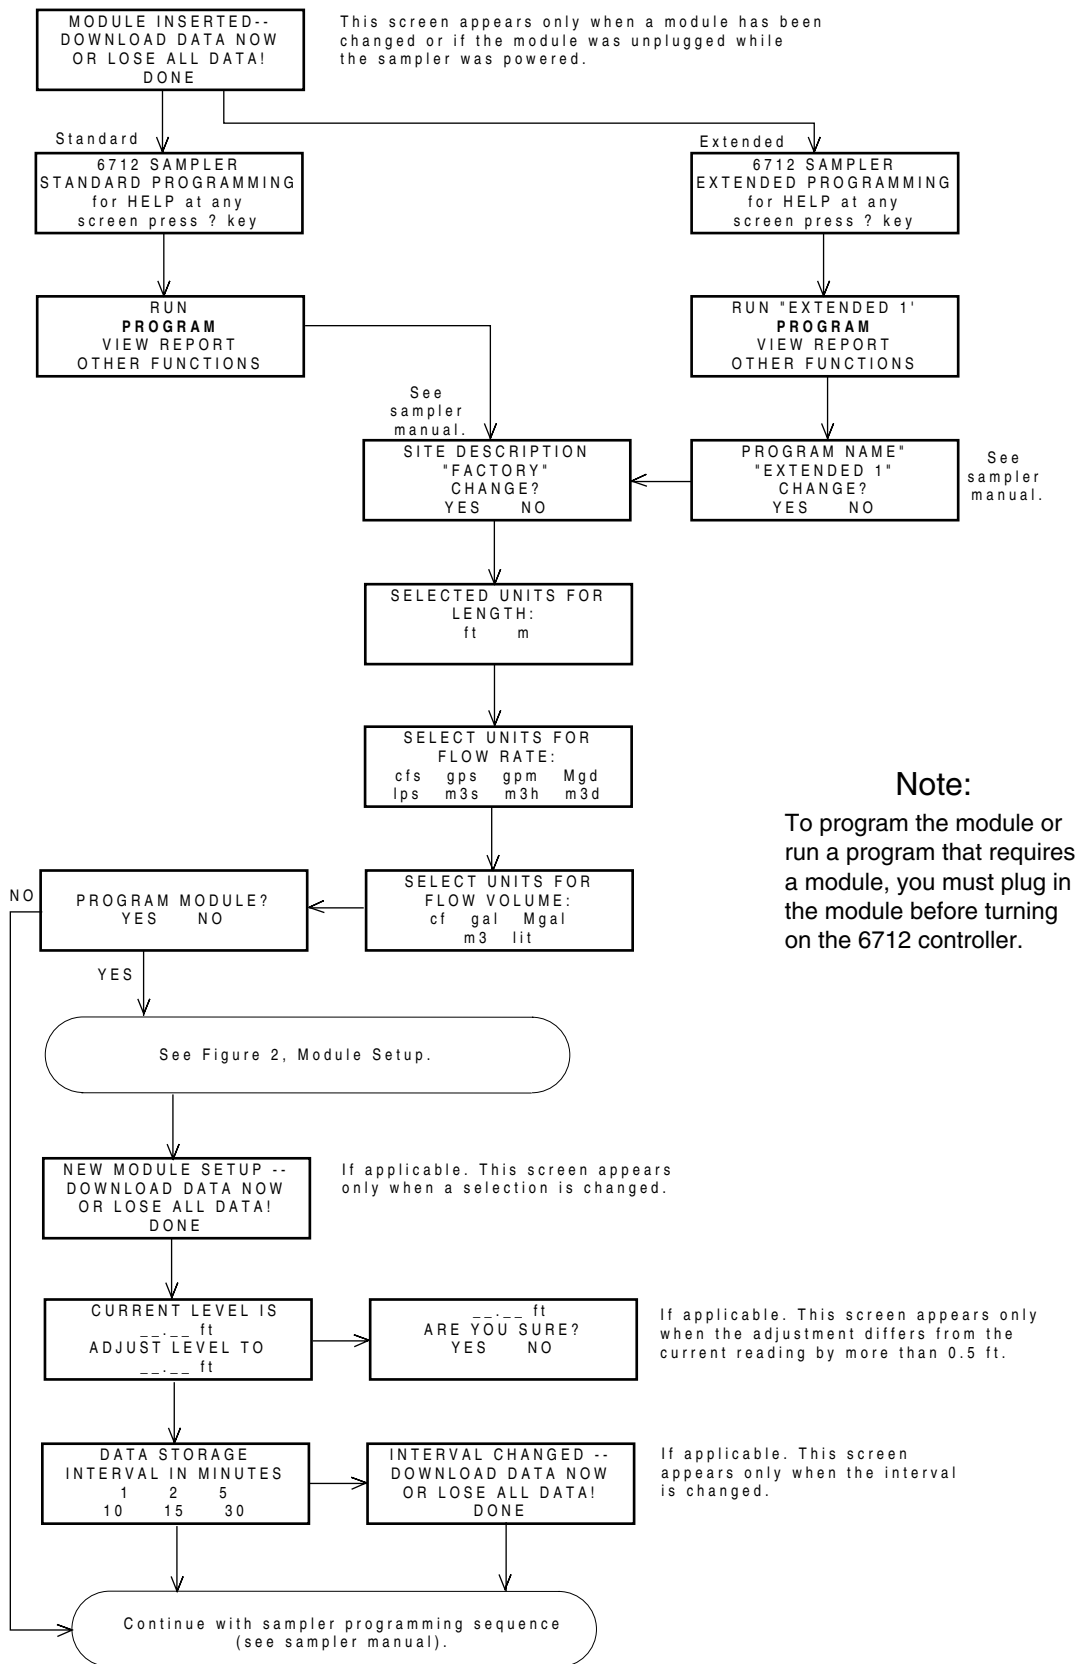 MODULE INSERTED--
DOWNLOAD DATA NOW
OR LOSE ALL DATA!
DONE
This screen appears only when a module has been
changed or if the module was unplugged while
the sampler was powered.
Standard
6712 SAMPLER
STANDARD PROGRAMMING
for HELP at any
screen press ? key
Extended
6712 SAMPLER
EXTENDED PROGRAMMING
for HELP at any
screen press ? key
RUN
PROGRAM
VIEW REPORT
OTHER FUNCTIONS
RUN "EXTENDED 1'
PROGRAM
VIEW REPORT
OTHER FUNCTIONS
See
sampler
manual.
SITE DESCRIPTION
"FACTORY"
CHANGE?
YES NO
PROGRAM NAME"
"EXTENDED 1"
CHANGE?
YES NO
See
sampler
manual.
SELECTED UNITS FOR
LENGTH:
ft m
SELECT UNITS FOR
FLOW RATE:
cfs gps gpm Mgd
lps m3s m3h m3d
Note:
To program the module or
run a program that requires
a module, you must plug in
the module before turning
on the 6712 controller.
SELECT UNITS FOR
FLOW VOLUME:
cf gal Mgal
m3 lit
NO
PROGRAM MODULE?
YES NO
YES
See Figure 2, Module Setup.
NEW MODULE SETUP --
DOWNLOAD DATA NOW
OR LOSE ALL DATA!
DONE
If applicable. This screen appears
only when a selection is changed.
CURRENT LEVEL IS
__.__ ft
ADJUST LEVEL TO
__.__ ft
__.__ ft
ARE YOU SURE?
YES NO
If applicable. This screen appears only
when the adjustment differs from the
current reading by more than 0.5 ft.
DATA STORAGE
INTERVAL IN MINUTES
1 2 5
10 15 30
INTERVAL CHANGED --
DOWNLOAD DATA NOW
OR LOSE ALL DATA!
DONE
If applicable. This screen
appears only when the interval
is changed.
Continue with sampler programming sequence
(see sampler manual).